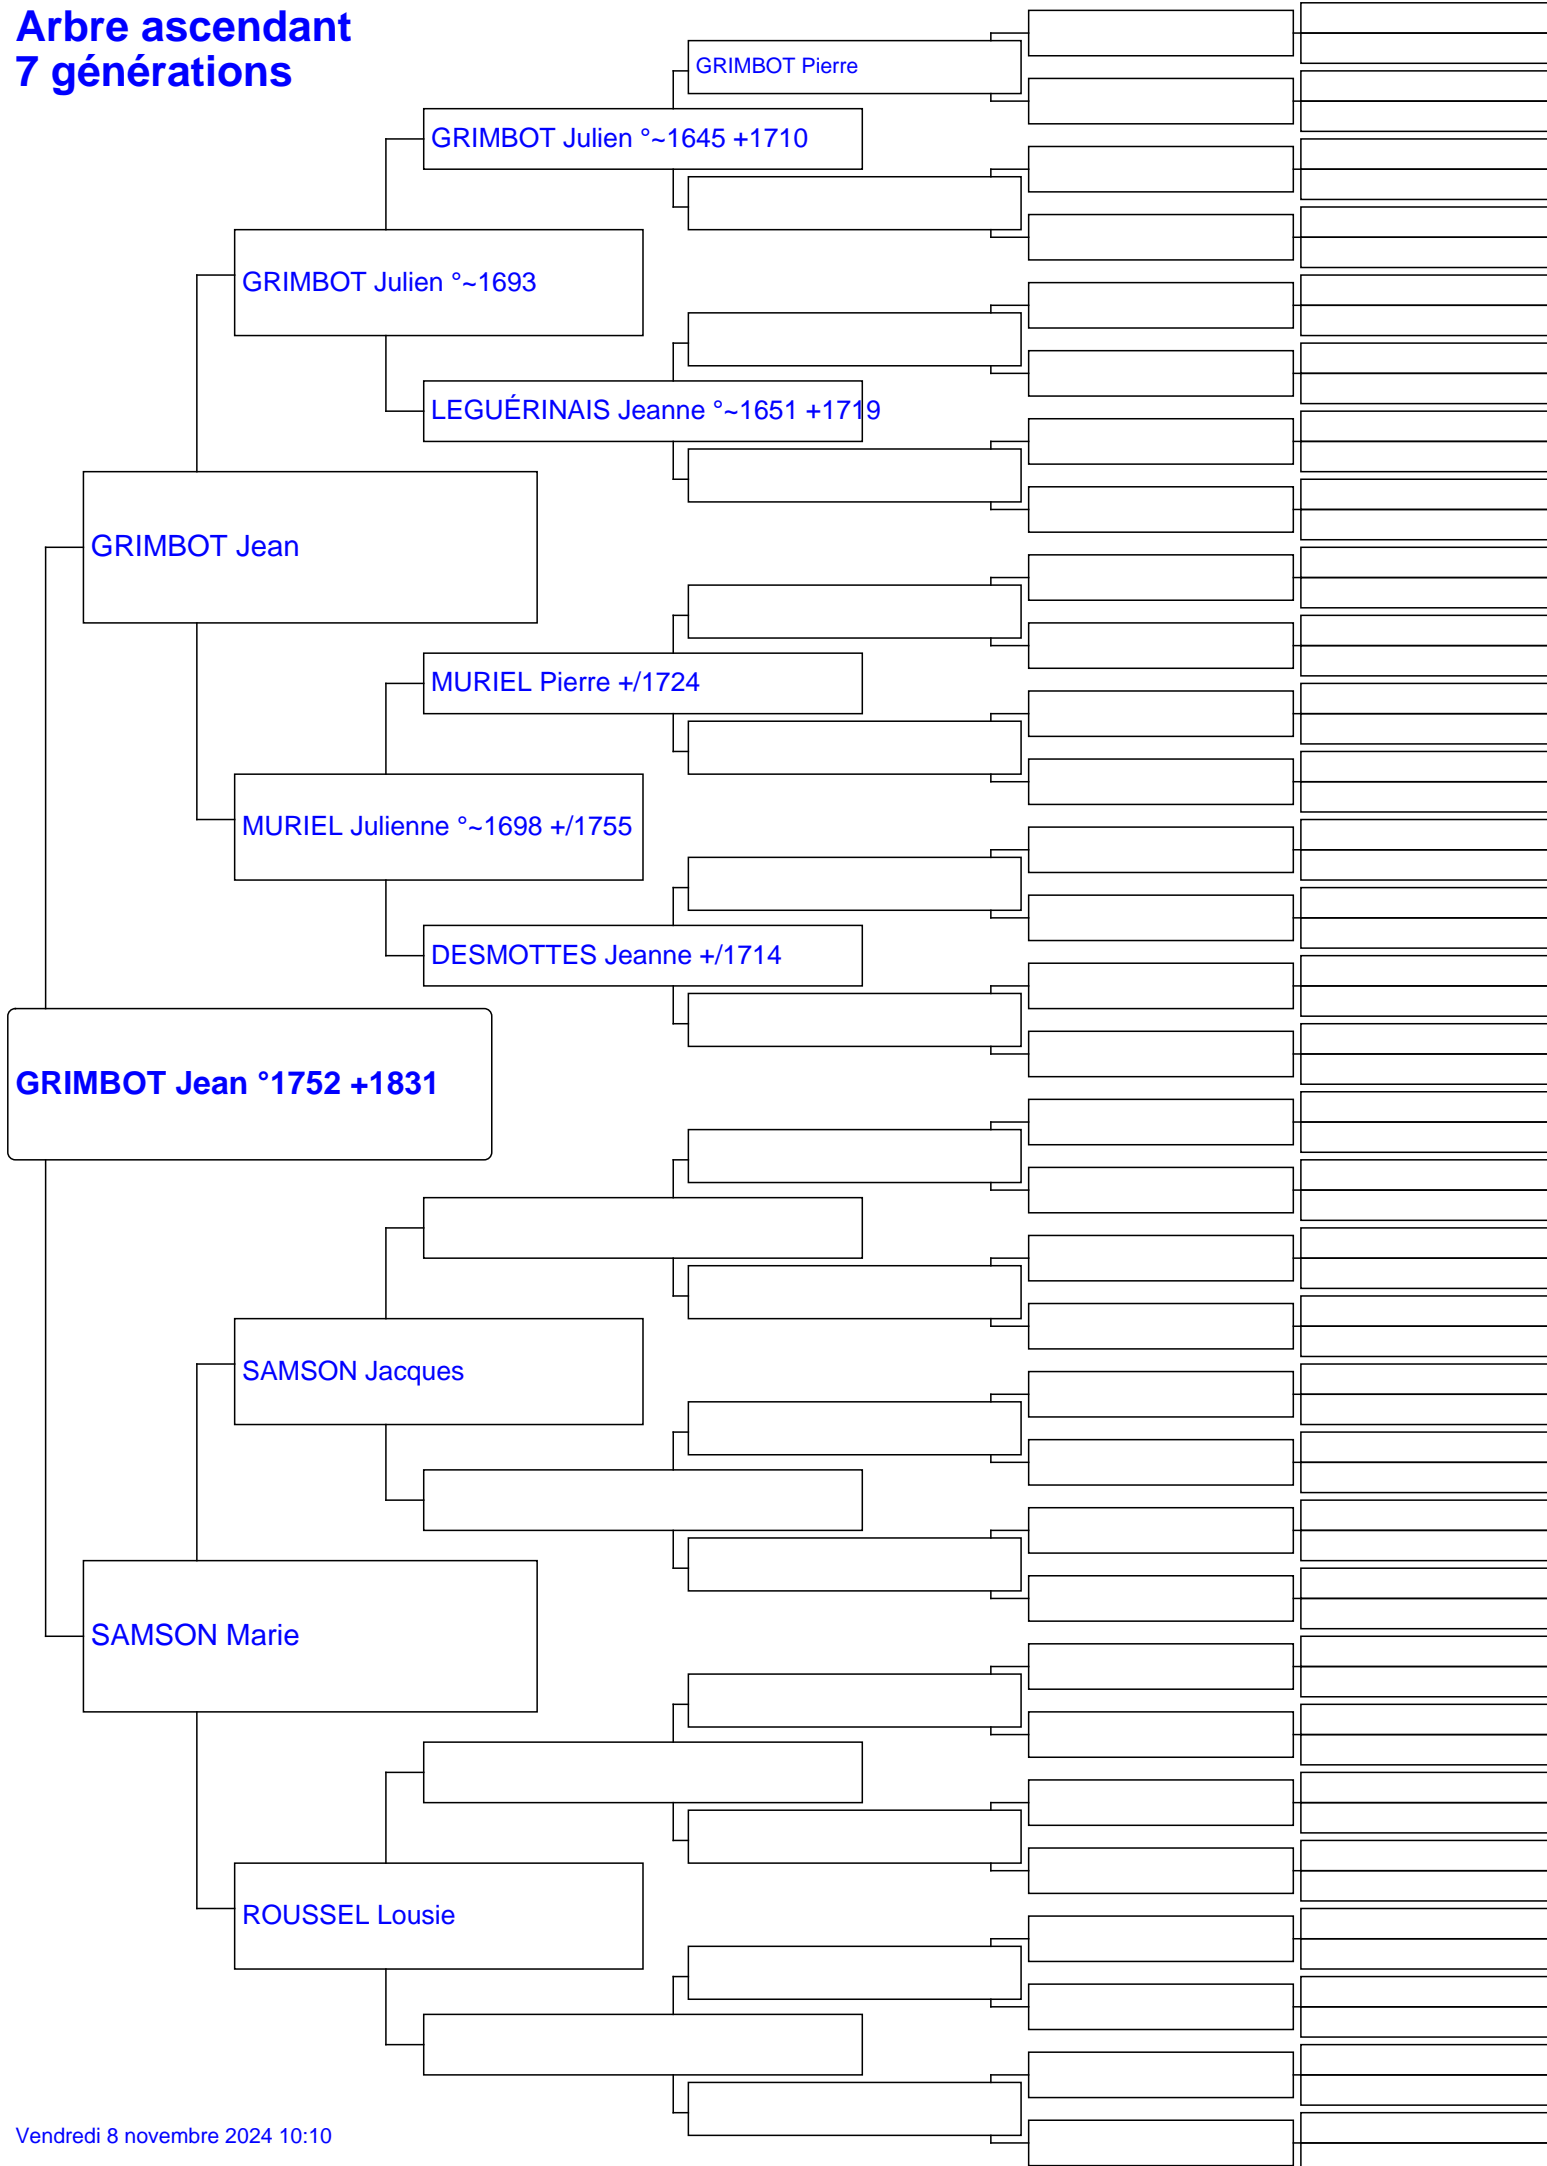 Arbre ascendant
7 générations
GRIMBOT Pierre
GRIMBOT Julien °~1645 +1710
GRIMBOT Julien °~1693
LEGUÉRINAIS Jeanne °~1651 +1719
GRIMBOT Jean
MURIEL Pierre +/1724
MURIEL Julienne °~1698 +/1755
DESMOTTES Jeanne +/1714
GRIMBOT Jean °1752 +1831
SAMSON Jacques
SAMSON Marie
ROUSSEL Lousie
Vendredi 8 novembre 2024 10:10